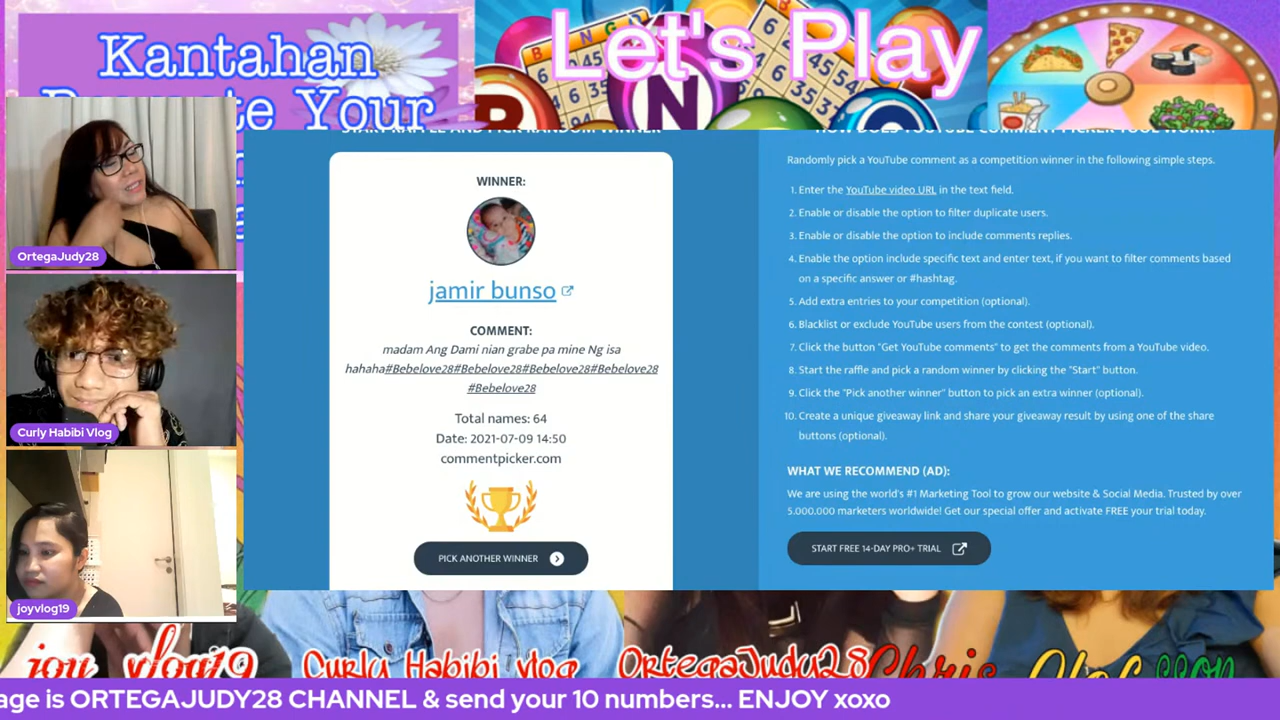 Kantahan
Let's Play
te Your
OrtegaJudy28
Curly Habibi Vlog
joyvlog19
WINNER:
jamir bunso
COMMENT:
madam Ang Dami nian grabe pa mine Ng isa
hahaha#Bebelove28#Bebelove28#Bebelove28#Bebelove28
#Bebelove28
Total names: 64
Date: 2021-07-09 14:50
commentpicker.com
PICK ANOTHER WINNER
Randomly pick a YouTube comment as a competition winner in the following simple steps.
1. Enter the YouTube video URL in the text field.
2. Enable or disable the option to filter duplicate users.
3. Enable or disable the option to include comments replies.
4. Enable the option include specific text and enter text, if you want to filter comments based
on a specific answer or #hashtag.
5. Add extra entries to your competition (optional).
6. Blacklist or exclude YouTube users from the contest (optional).
7. Click the button "Get YouTube comments" to get the comments from a YouTube video.
8. Start the raffle and pick a random winner by clicking the "Start" button.
9. Click the "Pick another winner" button to pick an extra winner (optional).
10. Create a unique giveaway link and share your giveaway result by using one of the share
buttons (optional).
WHAT WE RECOMMEND (AD):
We are using the world's #1 Marketing Tool to grow our website & Social Media. Trusted by over
5.000.000 marketers worldwide! Get our special offer and activate FREE your trial today.
START FREE 14-DAY PRO+ TRIAL
joy vlog19
Curly Habibi vlog
OrtegaJudy28
Chris
age is ORTEGAJUDY28 CHANNEL & send your 10 numbers... ENJOY xoxo